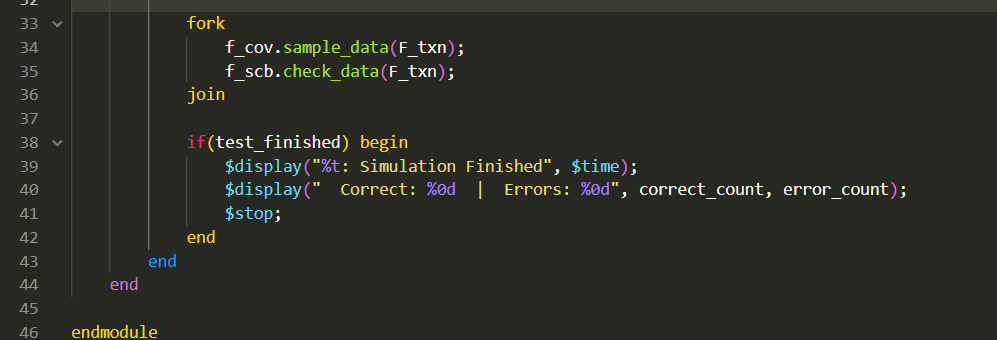 32
33 fork
34 f_cov.sample_data(F_txn);
35 f_scb.check_data(F_txn);
36 join
37
38 if(test_finished) begin
39 $display("%t: Simulation Finished", $time);
40 $display("  Correct: %0d  |  Errors: %0d", correct_count, error_count);
41 $stop;
42 end
43 end
44 end
45
46 endmodule